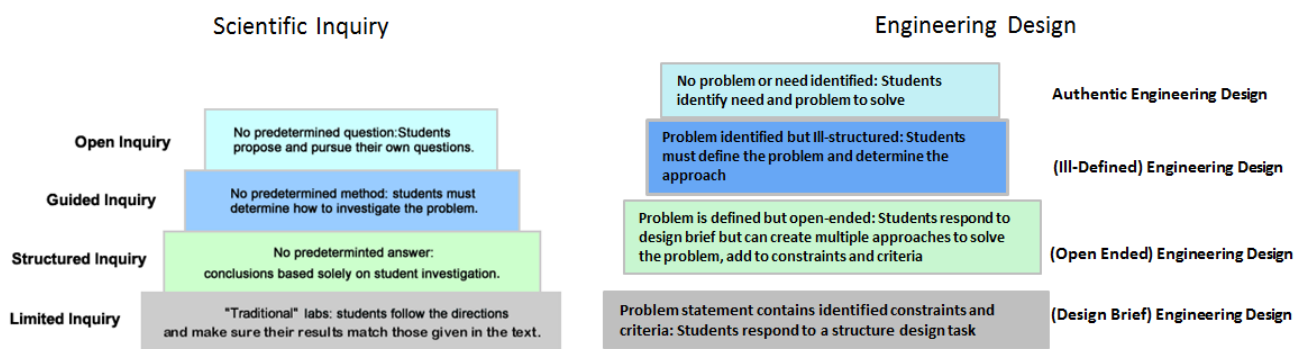 Scientific Inquiry
Open Inquiry
No predetermined question:Students
propose and pursue their own questions.
Guided Inquiry
No predetermined method: students must
determine how to investigate the problem.
Structured Inquiry
No predeterminted answer:
conclusions based solely on student investigation.
Limited Inquiry
"Traditional" labs: students follow the directions
and make sure their results match those given in the text.
Engineering Design
No problem or need identified: Students
identify need and problem to solve
Authentic Engineering Design
Problem identified but Ill-structured: Students
must define the problem and determine the
approach
(Ill-Defined) Engineering Design
Problem is defined but open-ended: Students respond to
design brief but can create multiple approaches to solve
the problem, add to constraints and criteria
(Open Ended) Engineering Design
Problem statement contains identified constraints and
criteria: Students respond to a structure design task
(Design Brief) Engineering Design